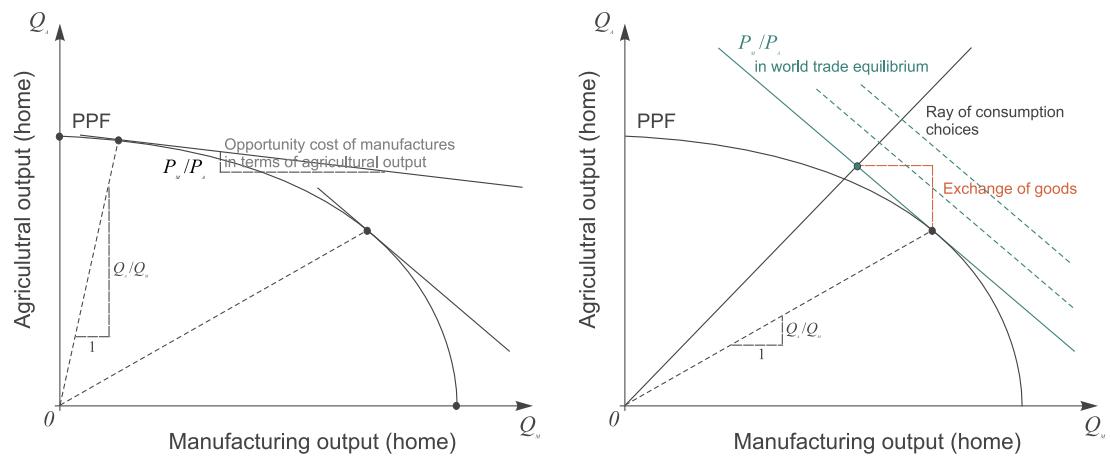 Q_A
Agriculutral output (home)
PPF
Opportunity cost of manufactures
in terms of agricultural output
P_M/P_A
Q_A/Q_M
1
0
Manufacturing output (home)
Q_M
Q_A
Agriculutral output (home)
PPF
P_M/P_A
in world trade equilibrium
Ray of consumption
choices
Exchange of goods
Q_A/Q_M
1
0
Manufacturing output (home)
Q_M